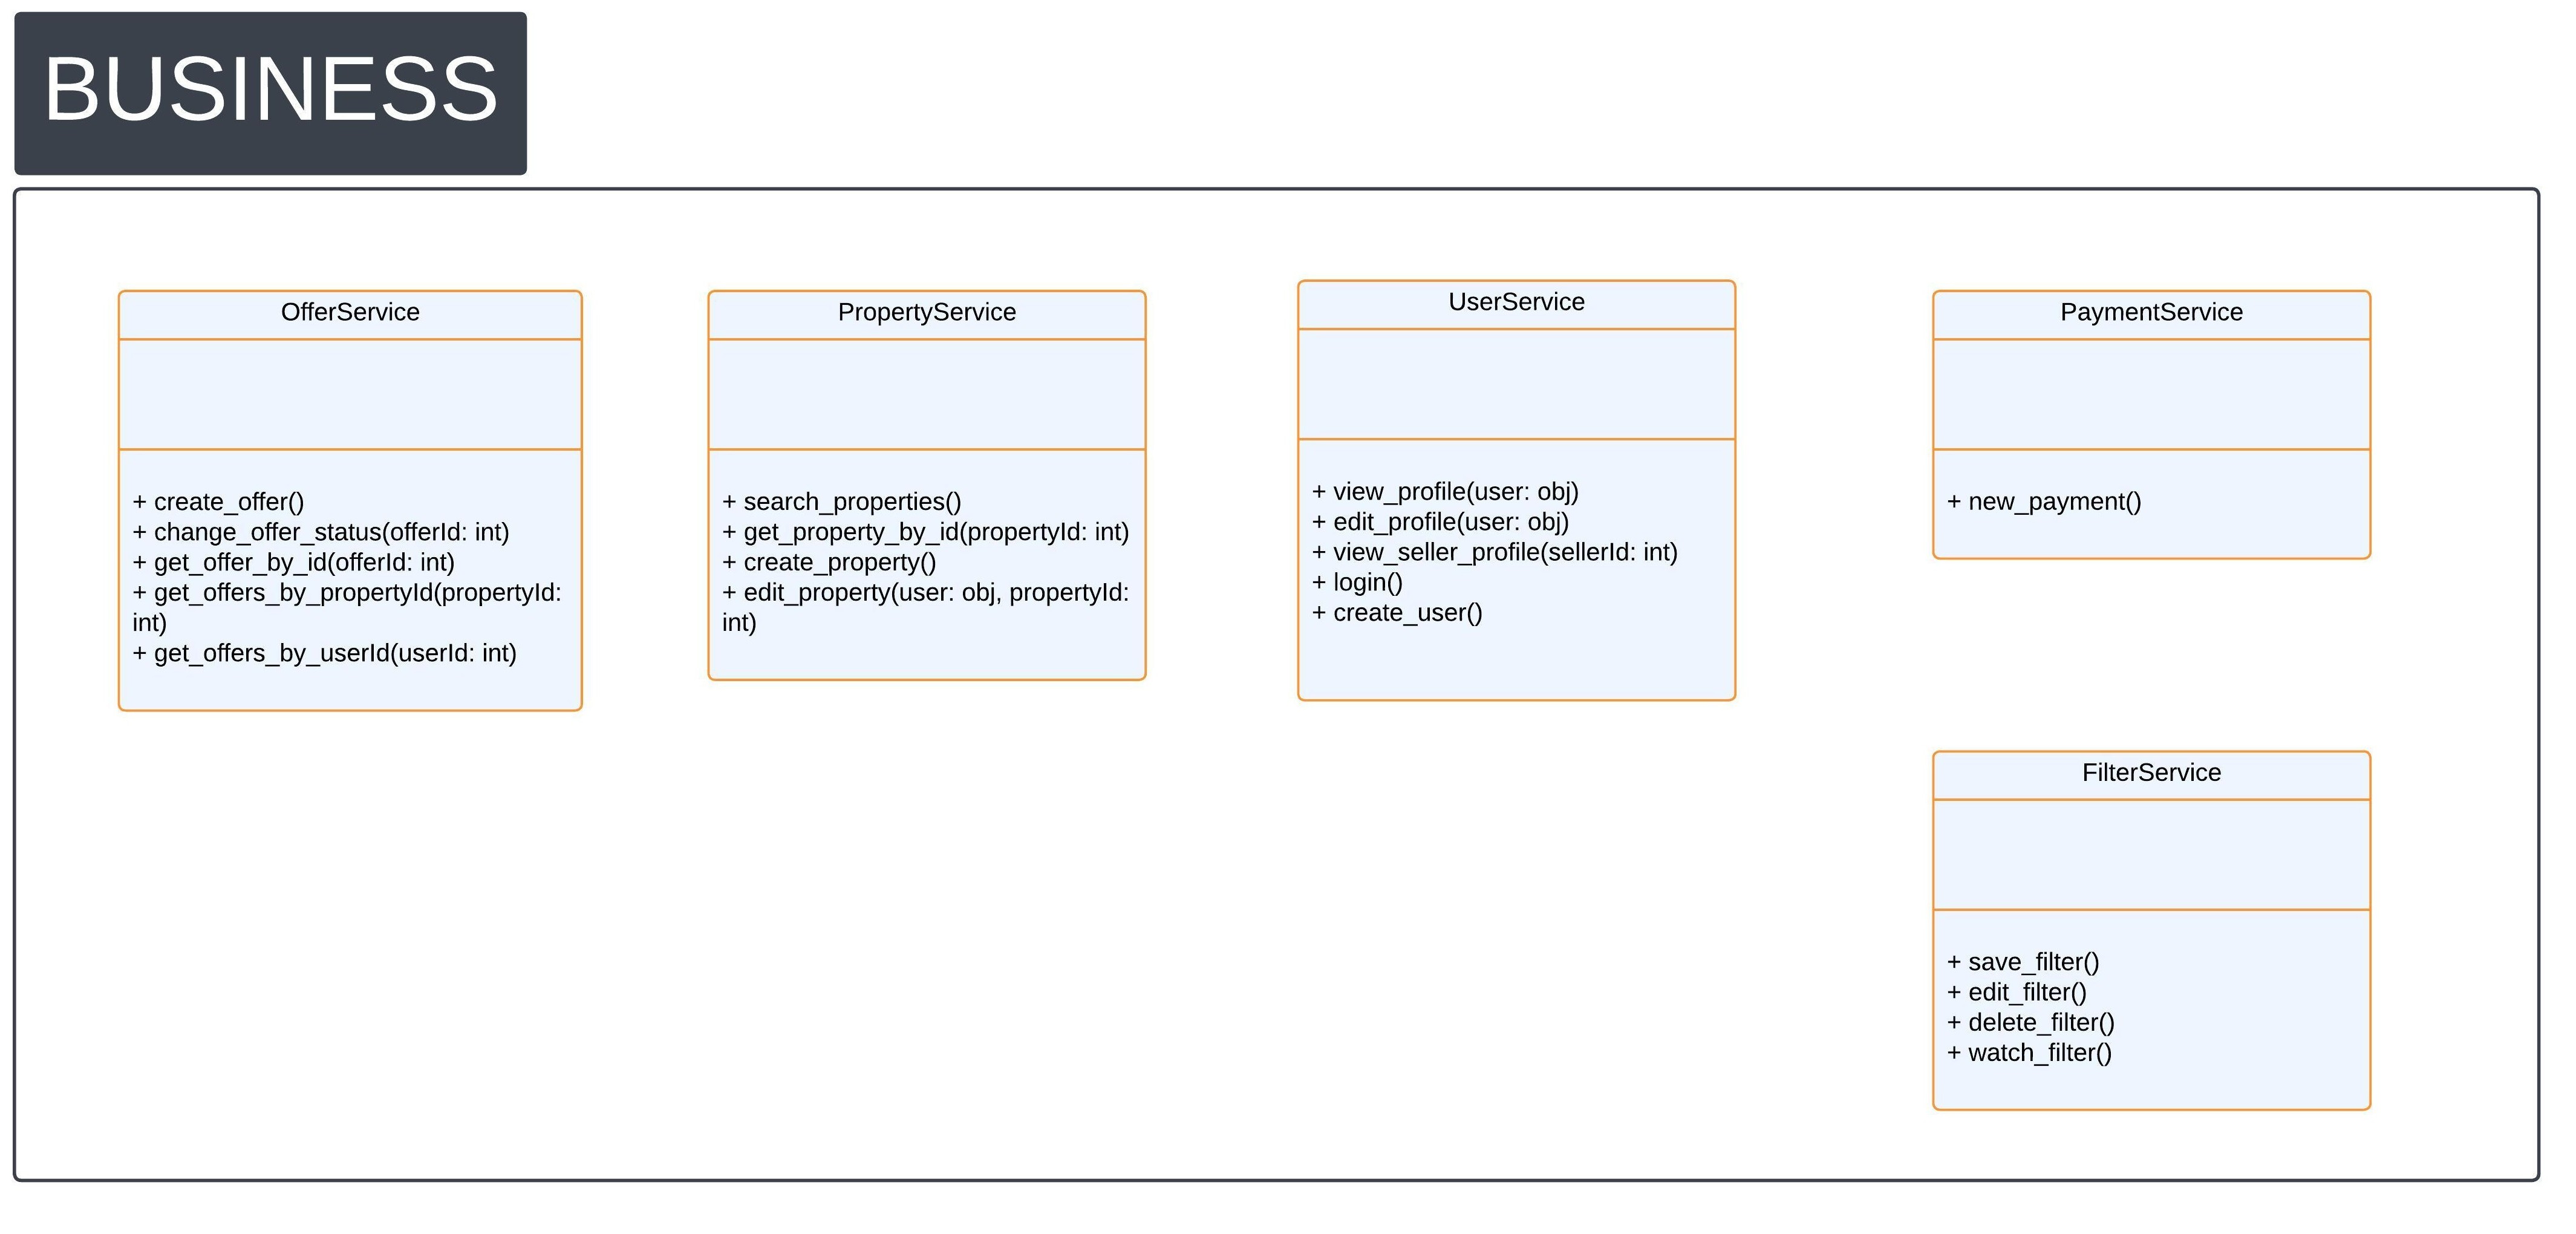 BUSINESS
OfferService
+ create_offer()
+ change_offer_status(offerId: int)
+ get_offer_by_id(offerId: int)
+ get_offers_by_propertyId(propertyId:
int)
+ get_offers_by_userId(userId: int)
PropertyService
+ search_properties()
+ get_property_by_id(propertyId: int)
+ create_property()
+ edit_property(user: obj, propertyId:
int)
UserService
+ view_profile(user: obj)
+ edit_profile(user: obj)
+ view_seller_profile(sellerId: int)
+ login()
+ create_user()
PaymentService
+ new_payment()
FilterService
+ save_filter()
+ edit_filter()
+ delete_filter()
+ watch_filter()